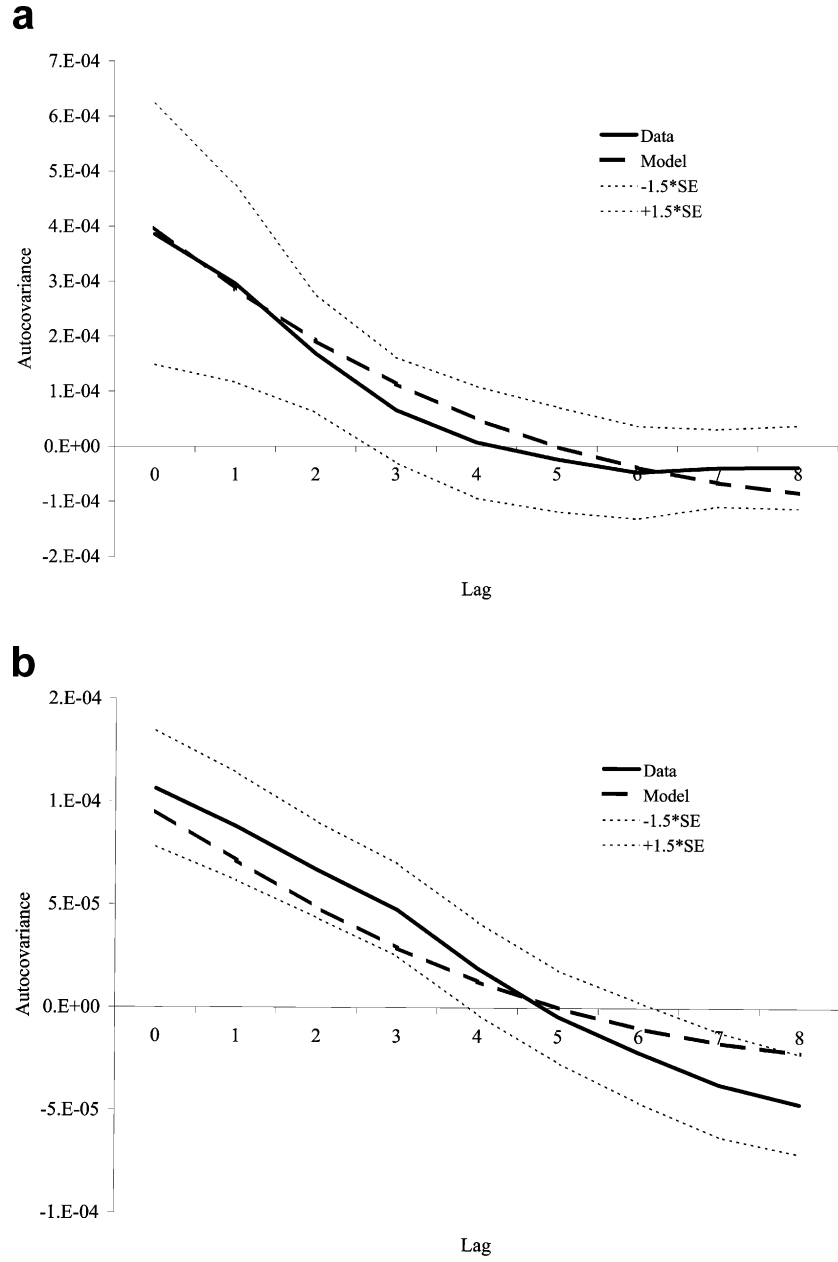 a
7.E-04
6.E-04
5.E-04
4.E-04
3.E-04
2.E-04
1.E-04
0.E+00
-1.E-04
-2.E-04
Autocovariance
Data
Model
-1.5*SE
+1.5*SE
0 1 2 3 4 5 6 7 8
Lag
b
2.E-04
1.E-04
5.E-05
0.E+00
-5.E-05
-1.E-04
Autocovariance
Data
Model
-1.5*SE
+1.5*SE
0 1 2 3 4 5 6 7 8
Lag